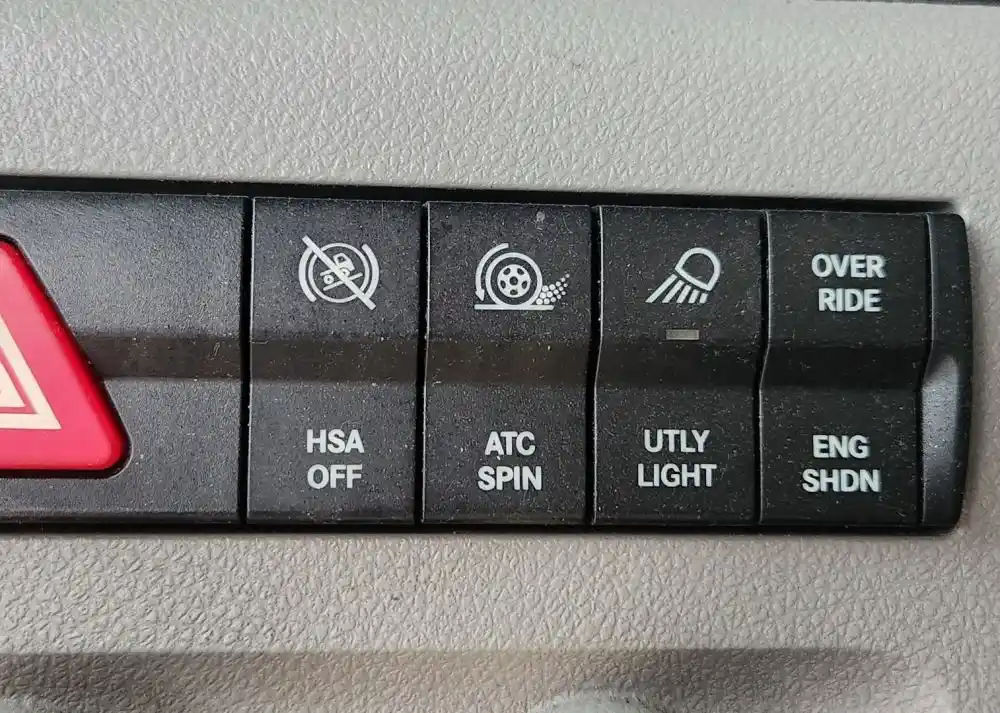 HSA
OFF
ATC
SPIN
UTLY
LIGHT
OVER
RIDE
ENG
SHDN